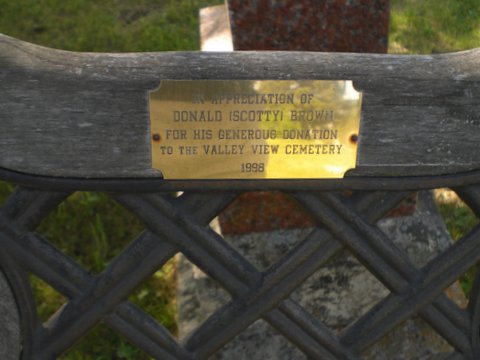 IN APPRECIATION OF
DONALD (SCOTTY) BROWN
FOR HIS GENEROUS DONATION
TO THE VALLEY VIEW CEMETERY
1998